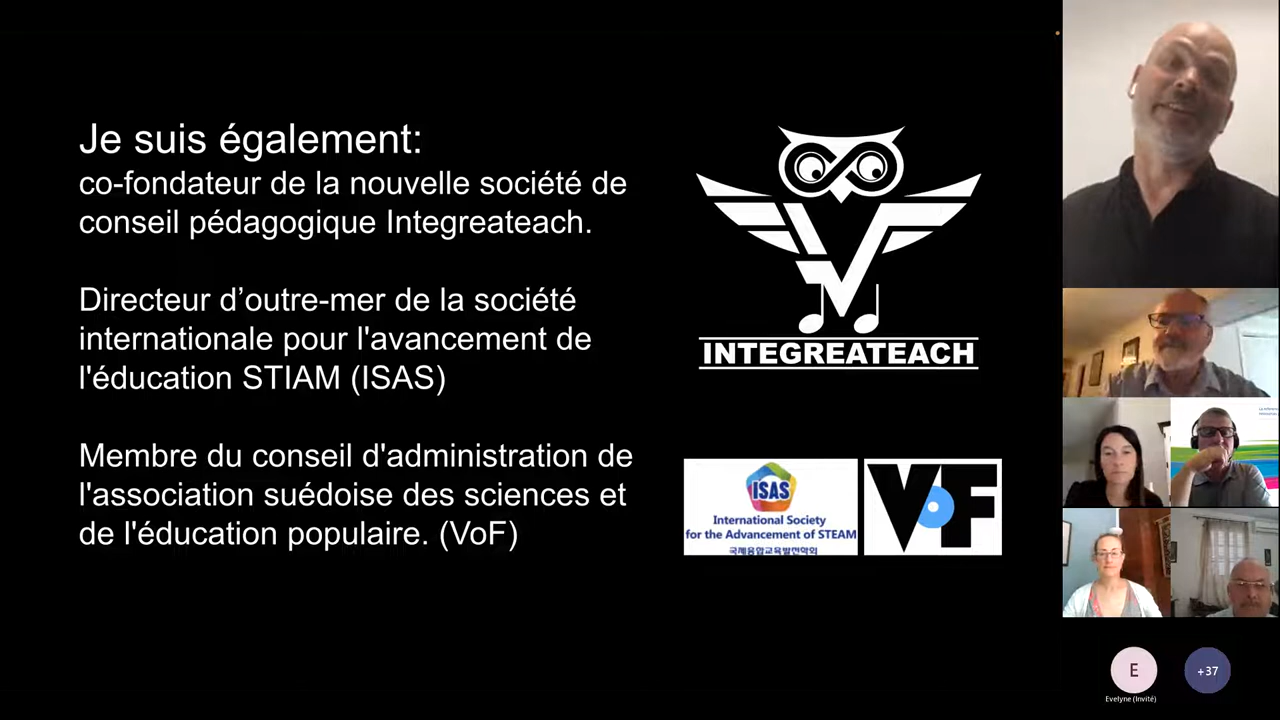 Je suis également:
co-fondateur de la nouvelle société de
conseil pédagogique Integreateach.
Directeur d’outre-mer de la société
internationale pour l'avancement de
l'éducation STIAM (ISAS)
Membre du conseil d'administration de
l'association suédoise des sciences et
de l'éducation populaire. (VoF)
INTEGREATEACH
iSAS
International Society
for the Advancement of STEAM
국제융합교육발전학회
VoF
E
+37
Evelyne (Invité)